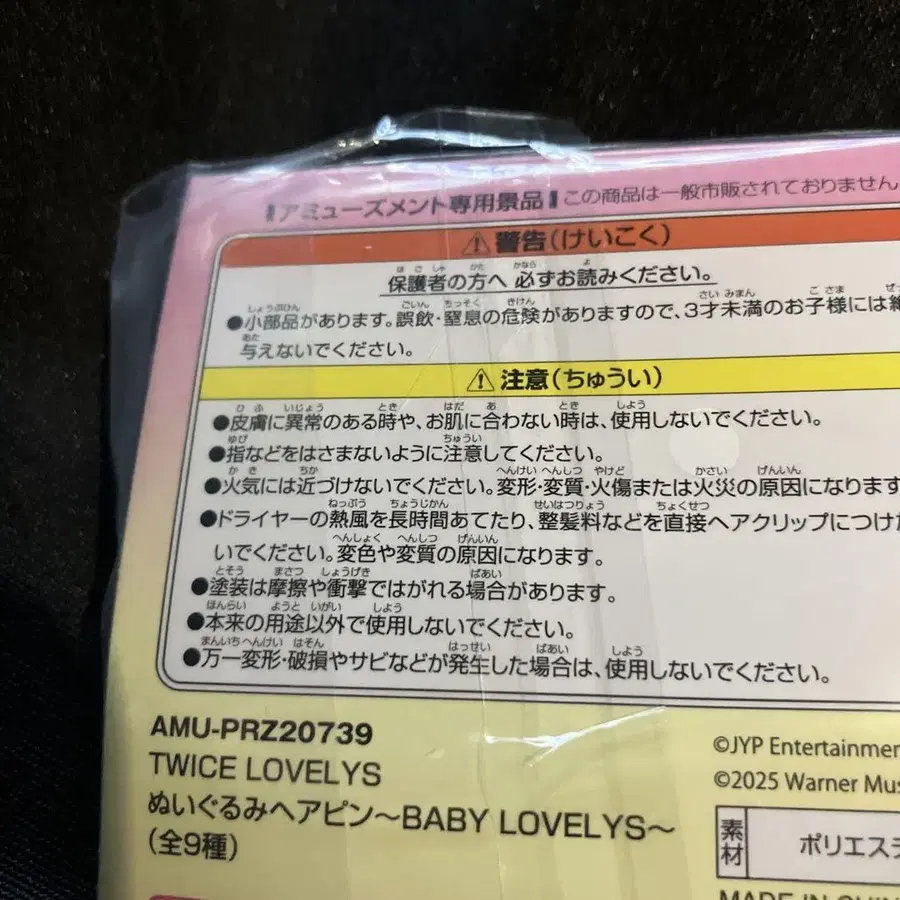 アミューズメント専用景品 この商品は一般市販されておりません
⚠警告(けいこく)
保護者の方へ 必ずお読みください。
●小部品があります。誤飲・窒息の危険がありますので、3才未満のお子様には絶
与えないでください。
⚠注意(ちゅうい)
●皮膚に異常のある時や、お肌に合わない時は、使用しないでください。
●指などをはさまないように注意してください。
●火気には近づけないでください。変形・変質・火傷または火災の原因になります
●ドライヤーの熱風を長時間あてたり、整髪料などを直接ヘアクリップにつけた
いでください。変色や変質の原因になります。
●塗装は摩擦や衝撃ではがれる場合があります。
●本来の用途以外で使用しないでください。
●万一変形・破損やサビなどが発生した場合は、使用しないでください。
AMU-PRZ20739
TWICE LOVELYS
ぬいぐるみヘアピン～BABY LOVELYS～
(全9種)
©JYP Entertainmen
©2025 Warner Mus
素材
ポリエステ
MADE IN CHIN